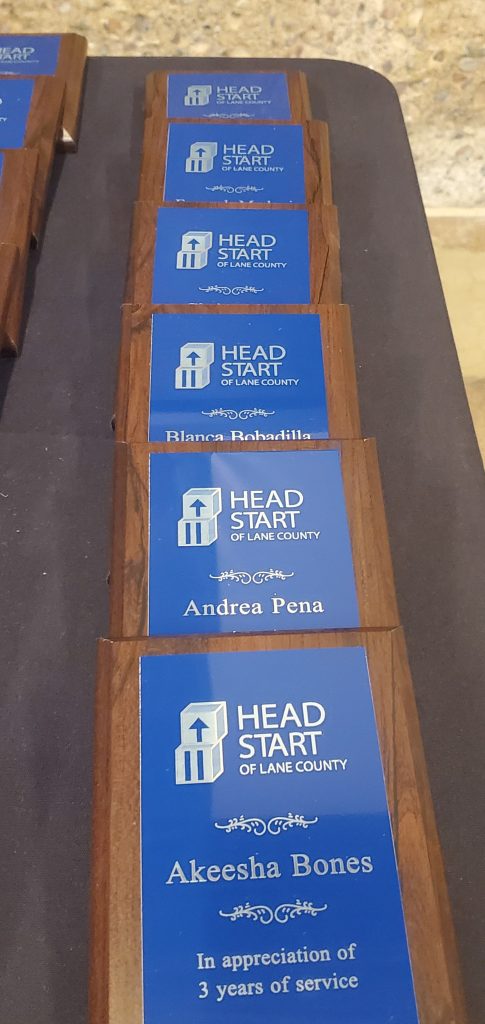 HEAD
START
OF LANE COUNTY
HEAD
START
OF LANE COUNTY
HEAD
START
OF LANE COUNTY
HEAD
START
OF LANE COUNTY
Blanca Bobadilla
HEAD
START
OF LANE COUNTY
Andrea Pena
HEAD
START
OF LANE COUNTY
Akeesha Bones
In appreciation of
3 years of service